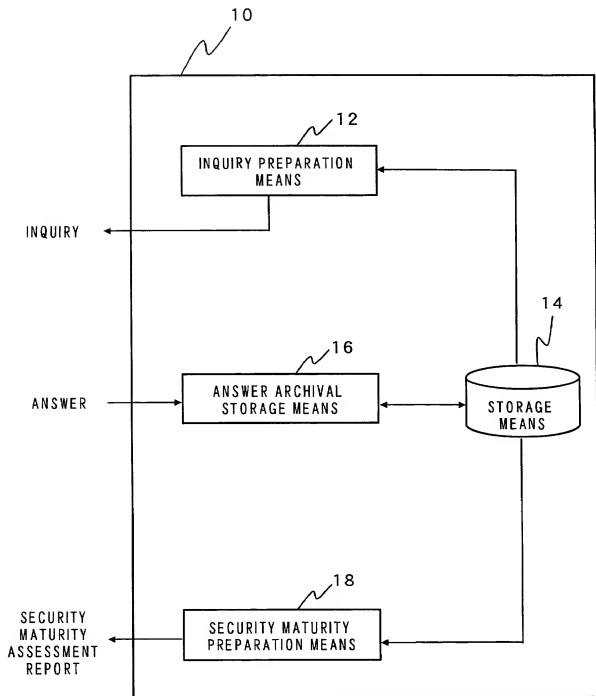 10
12
INQUIRY PREPARATION
MEANS
INQUIRY
14
16
ANSWER ARCHIVAL
STORAGE MEANS
ANSWER
STORAGE
MEANS
18
SECURITY MATURITY
PREPARATION MEANS
SECURITY
MATURITY
ASSESSMENT
REPORT